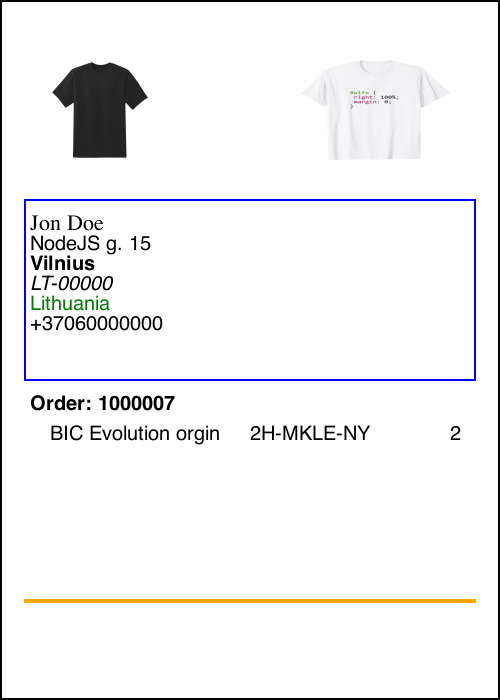 #wife {
right: 100%;
margin: 0;
}
Jon Doe
NodeJS g. 15
Vilnius
LT-00000
Lithuania
+37060000000
Order: 1000007
BIC Evolution orgin 2H-MKLE-NY 2